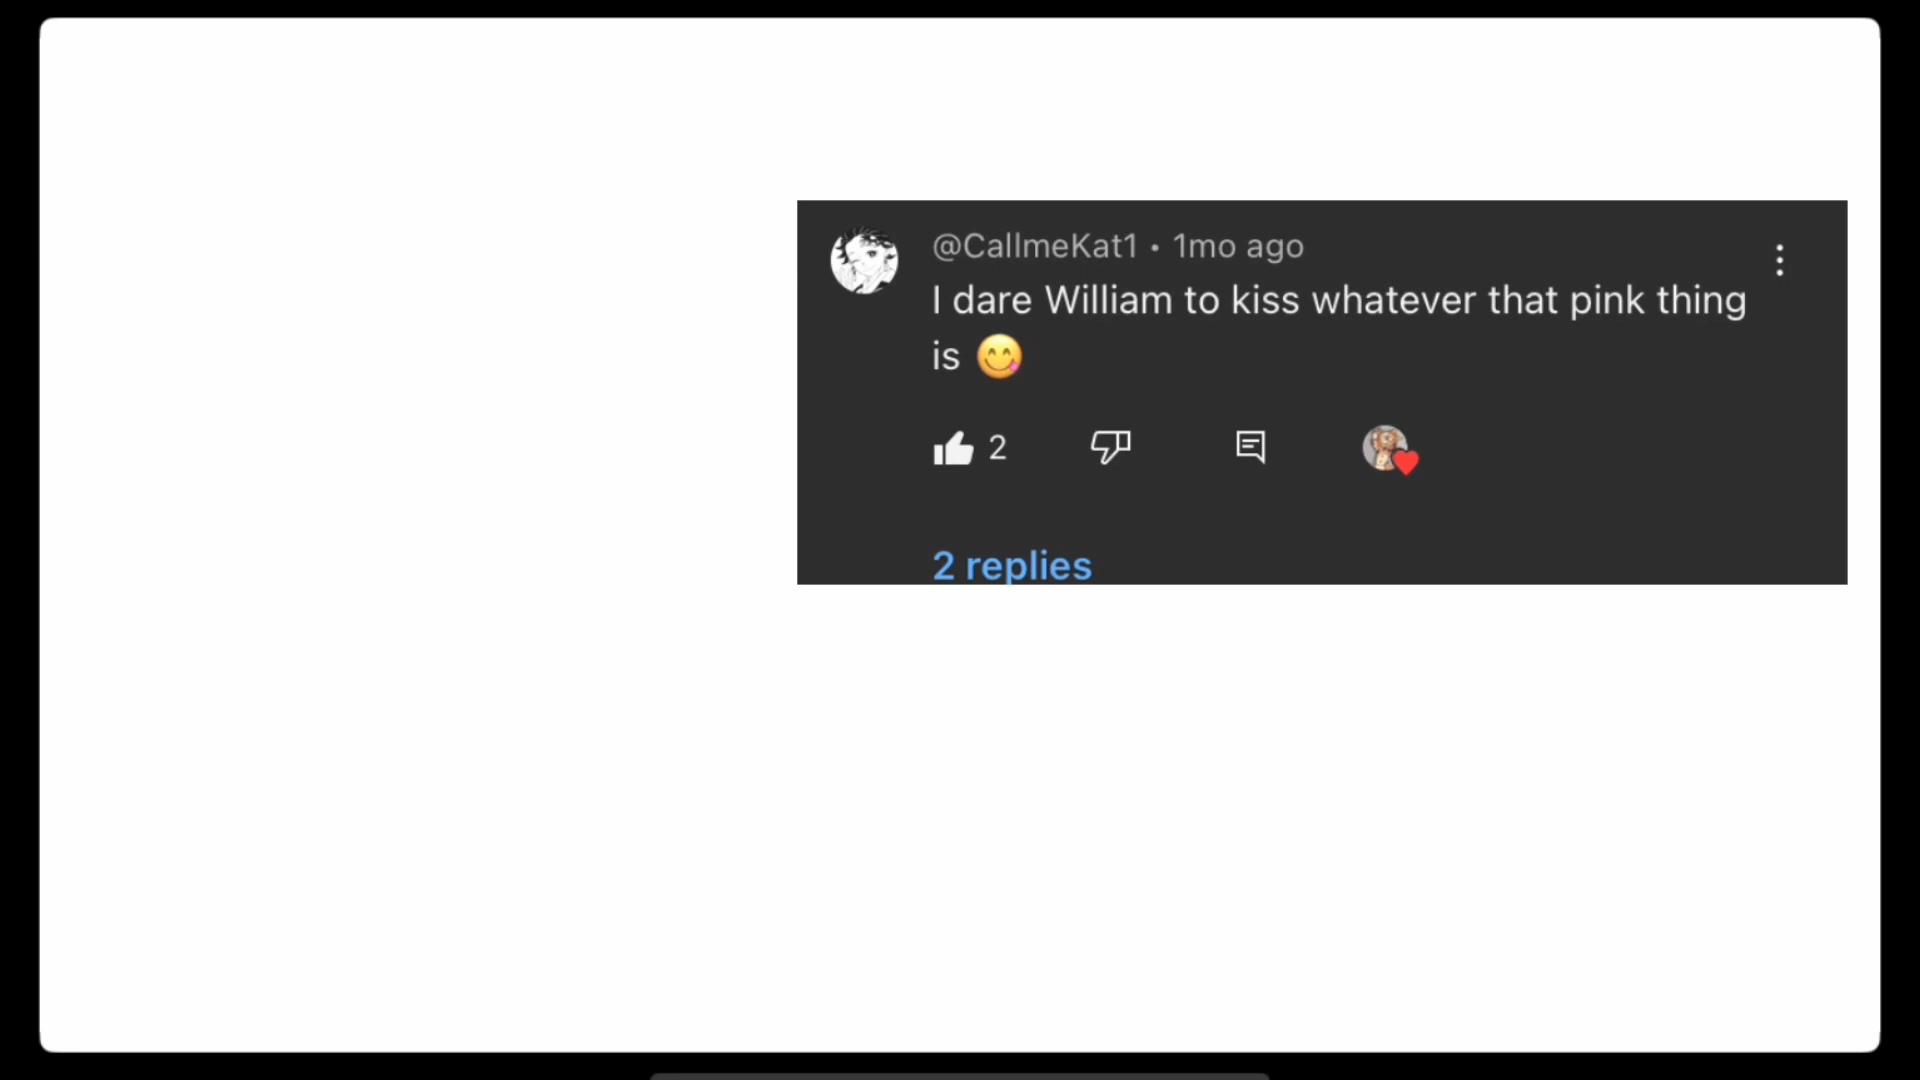 @CallmeKat1 • 1mo ago
I dare William to kiss whatever that pink thing
is 😋
2
2 replies